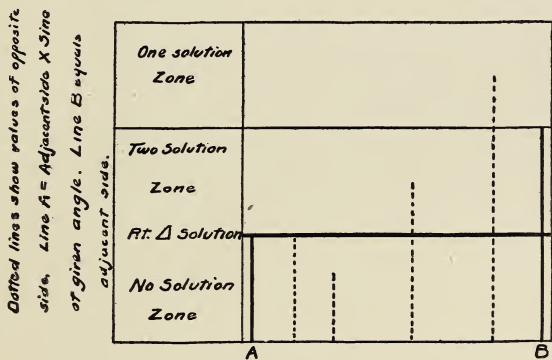 Dotted lines show values of opposite
side. Line A = Adjacent side X Sine
of given angle. Line B equals
adjacent side.
One solution
Zone
Two Solution
Zone
Rt. Δ Solution
No Solution
Zone
A
B